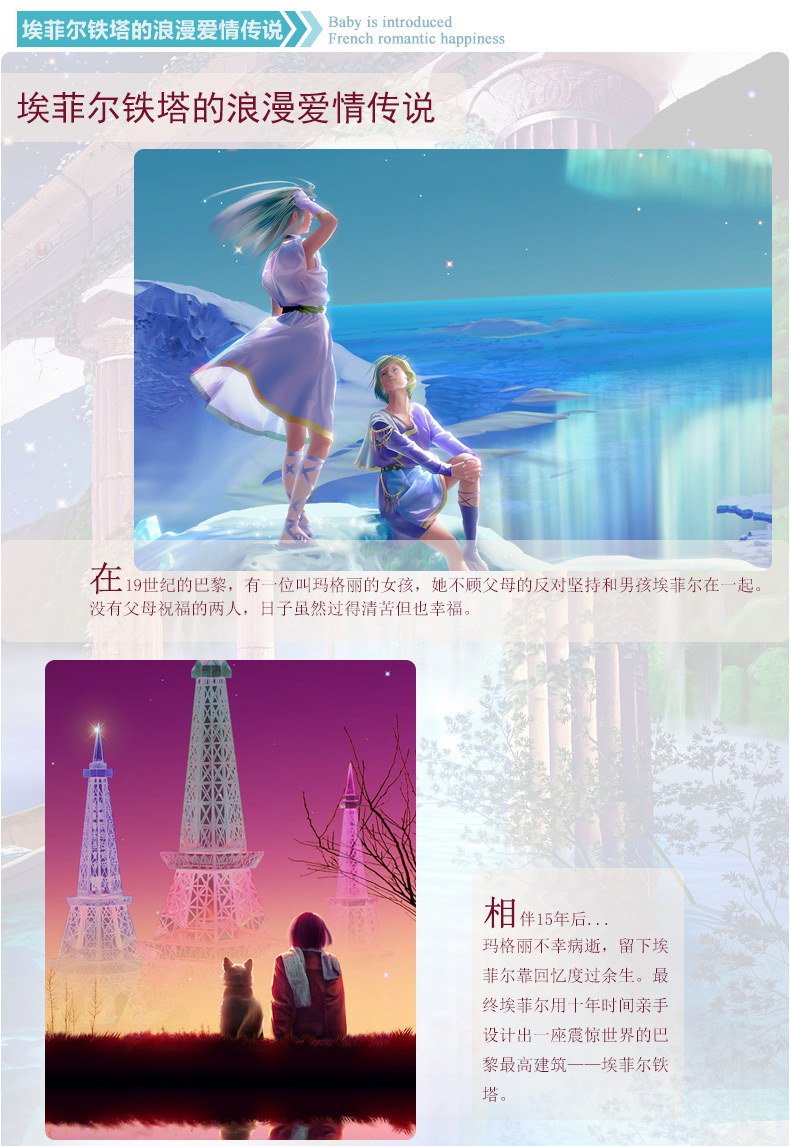 埃菲尔铁塔的浪漫爱情传说
Baby is introduced
French romantic happiness
埃菲尔铁塔的浪漫爱情传说
在19世纪的巴黎，有一位叫玛格丽的女孩，她不顾父母的反对坚持和男孩埃菲尔在一起。
没有父母祝福的两人，日子虽然过得清苦但也幸福。
相伴15年后...
玛格丽不幸病逝，留下埃
菲尔靠回忆度过余生。最
终埃菲尔用十年时间亲手
设计出一座震惊世界的巴
黎最高建筑——埃菲尔铁
塔。